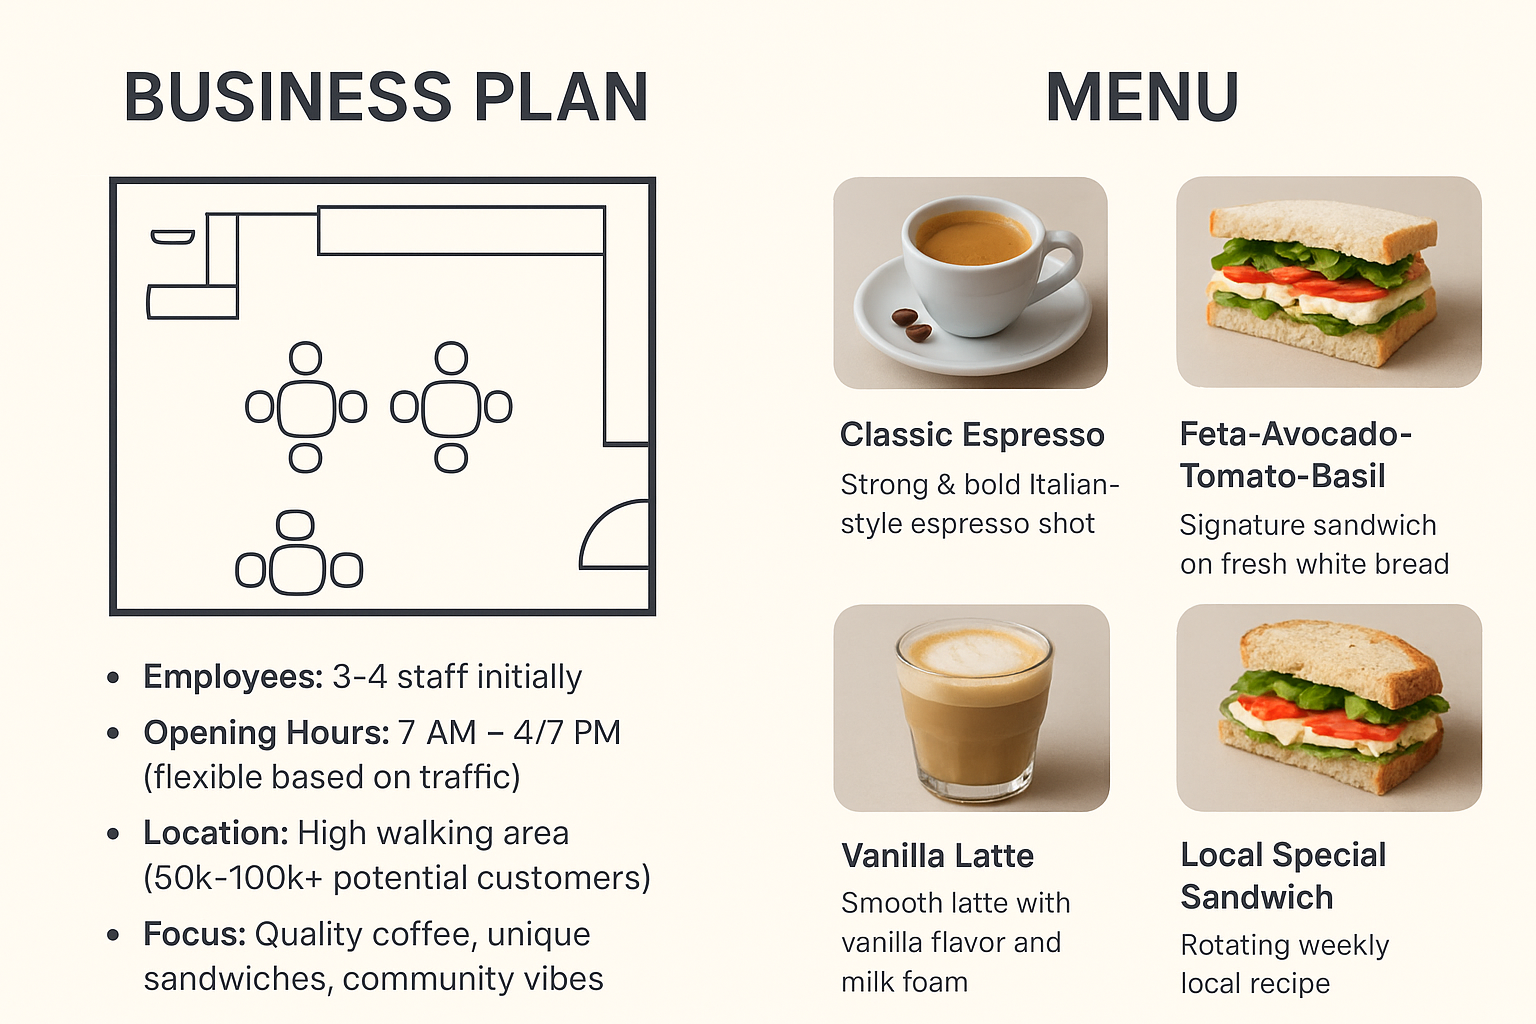 BUSINESS PLAN
• Employees: 3-4 staff initially
• Opening Hours: 7 AM – 4/7 PM
(flexible based on traffic)
• Location: High walking area
(50k-100k+ potential customers)
• Focus: Quality coffee, unique
sandwiches, community vibes
MENU
Classic Espresso
Strong & bold Italian-
style espresso shot
Feta-Avocado-
Tomato-Basil
Signature sandwich
on fresh white bread
Vanilla Latte
Smooth latte with
vanilla flavor and
milk foam
Local Special
Sandwich
Rotating weekly
local recipe